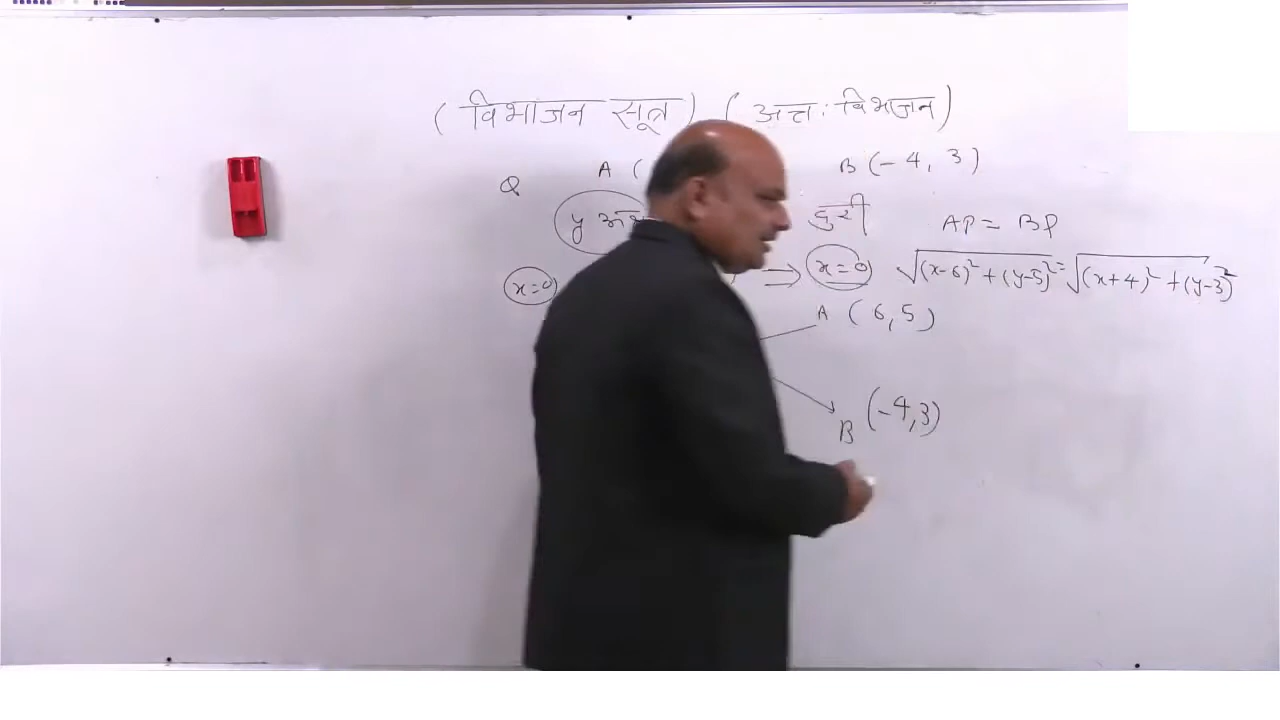 (विभाजन सूत्र) (अत्तः विभाजन)
Q A ( B (-4, 3)
y दुरी AP = BP
x=0 ⇒ x=0 √(x-6)²+(y-5)² = √(x+4)²+(y-3)²
A (6,5)
B (-4,3)